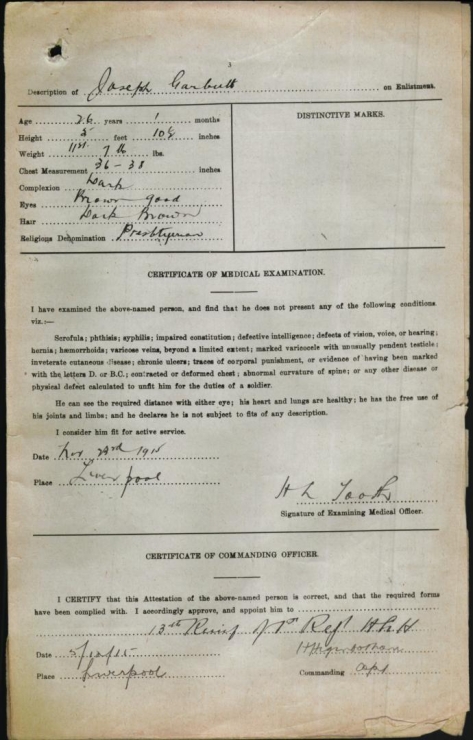 3
Description of Joseph Garbutt on Enlistment.
Age 26 years 1 months
Height 5 feet 10¾ inches
Weight 11st. 7 lb lbs.
Chest Measurement 36 - 38 inches
Complexion Dark
Eyes Brown good
Hair Dark Brown
Religious Denomination Presbyterian
DISTINCTIVE MARKS.
CERTIFICATE OF MEDICAL EXAMINATION.
I have examined the above-named person, and find that he does not present any of the following conditions
viz.:—
Scrofula; phthisis; syphilis; impaired constitution; defective intelligence; defects of vision, voice, or hearing;
hernia; hæmorrhoids; varicose veins, beyond a limited extent; marked varicocele with unusually pendent testicle;
inveterate cutaneous disease; chronic ulcers; traces of corporal punishment, or evidence of having been marked
with the letters D. or B.C.; contracted or deformed chest; abnormal curvature of spine; or any other disease or
physical defect calculated to unfit him for the duties of a soldier.
He can see the required distance with either eye; his heart and lungs are healthy; he has the free use of
his joints and limbs; and he declares he is not subject to fits of any description.
I consider him fit for active service.
Date 23rd 1915
Place Liverpool
H L Tooth
Signature of Examining Medical Officer.
CERTIFICATE OF COMMANDING OFFICER.
I CERTIFY that this Attestation of the above-named person is correct, and that the required forms
have been complied with. I accordingly approve, and appoint him to
13th Reinf
Date
Place Liverpool
Commanding Capt